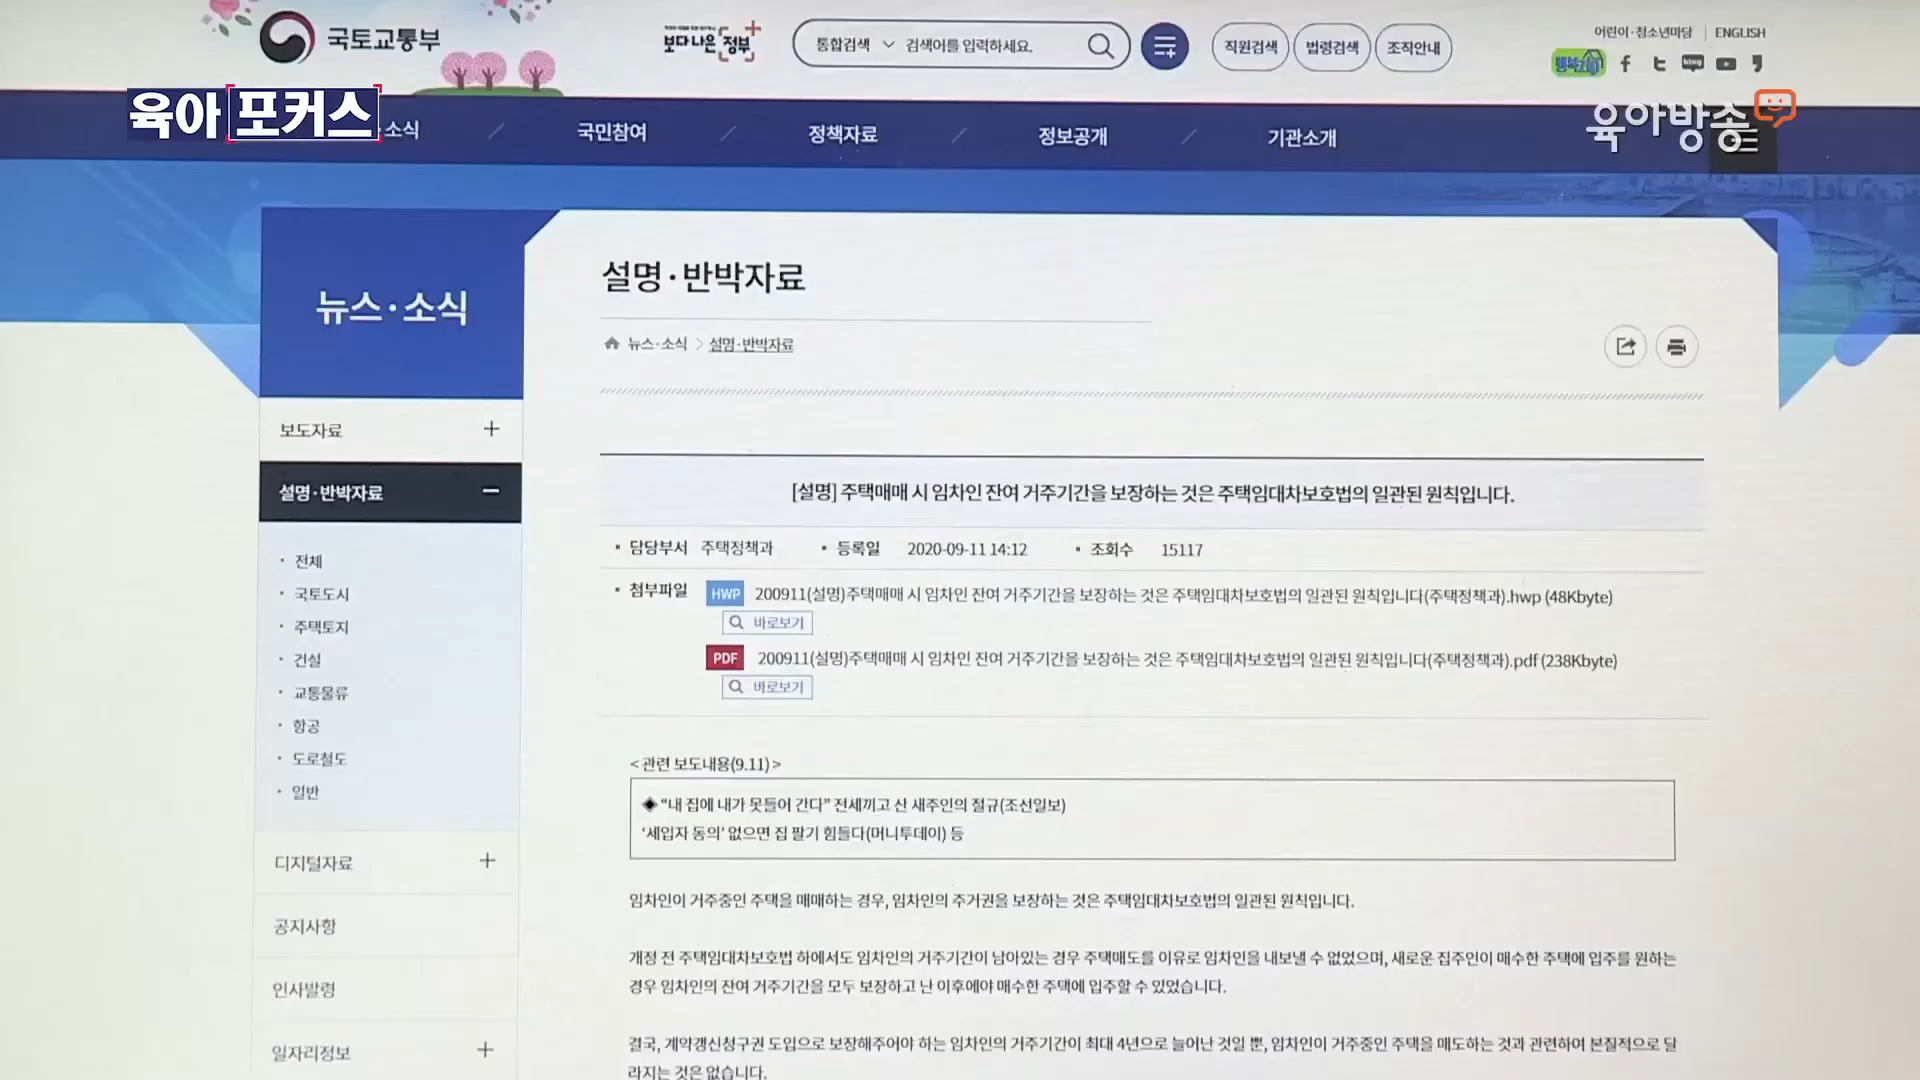 국토교통부
보다나은 정부
통합검색 검색어를 입력하세요.
직원검색 법령검색 조직안내
어린이·청소년마당 ENGLISH
육아 포커스
육아방송
소식 국민참여 정책자료 정보공개 기관소개
뉴스·소식
설명·반박자료
뉴스·소식 > 설명·반박자료
보도자료
설명·반박자료
전체
국토도시
주택토지
건설
교통물류
항공
도로철도
일반
디지털자료
공지사항
인사발령
일자리정보
[설명] 주택매매 시 임차인 잔여 거주기간을 보장하는 것은 주택임대차보호법의 일관된 원칙입니다.
담당부서 주택정책과 등록일 2020-09-11 14:12 조회수 15117
첨부파일 HWP 200911(설명)주택매매 시 임차인 잔여 거주기간을 보장하는 것은 주택임대차보호법의 일관된 원칙입니다(주택정책과).hwp (48Kbyte)
바로보기
PDF 200911(설명)주택매매 시 임차인 잔여 거주기간을 보장하는 것은 주택임대차보호법의 일관된 원칙입니다(주택정책과).pdf (238Kbyte)
바로보기
< 관련 보도내용(9.11) >
◆ “내 집에 내가 못들어 간다” 전세끼고 산 새주인의 절규(조선일보)
‘세입자 동의’ 없으면 집 팔기 힘들다(머니투데이) 등
임차인이 거주중인 주택을 매매하는 경우, 임차인의 주거권을 보장하는 것은 주택임대차보호법의 일관된 원칙입니다.
개정 전 주택임대차보호법 하에서도 임차인의 거주기간이 남아있는 경우 주택매도를 이유로 임차인을 내보낼 수 없었으며, 새로운 집주인이 매수한 주택에 입주를 원하는
경우 임차인의 잔여 거주기간을 모두 보장하고 난 이후에야 매수한 주택에 입주할 수 있었습니다.
결국, 계약갱신청구권 도입으로 보장해주어야 하는 임차인의 거주기간이 최대 4년으로 늘어난 것일 뿐, 임차인이 거주중인 주택을 매도하는 것과 관련하여 본질적으로 달
라지는 것은 없습니다.